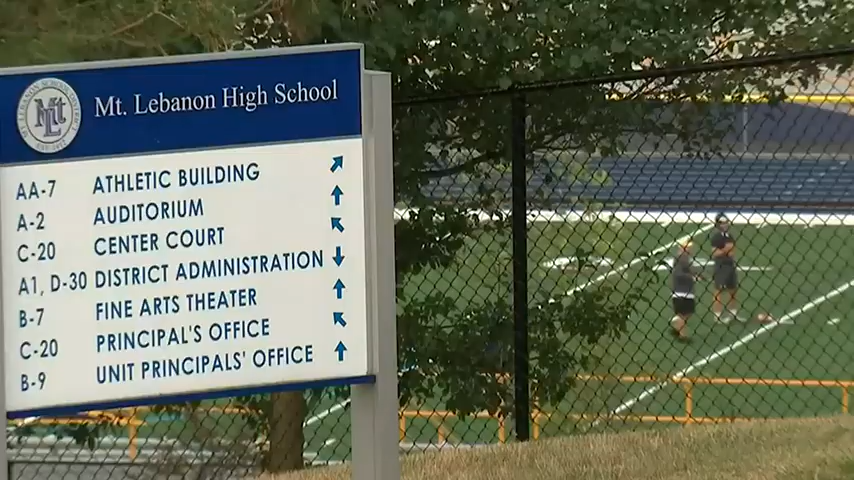 Mt. Lebanon High School
MLt
AA-7 ATHLETIC BUILDING ↗
A-2 AUDITORIUM ↑
C-20 CENTER COURT ↖
A1, D-30 DISTRICT ADMINISTRATION ↓
B-7 FINE ARTS THEATER ↑
C-20 PRINCIPAL'S OFFICE ↖
B-9 UNIT PRINCIPALS' OFFICE ↑